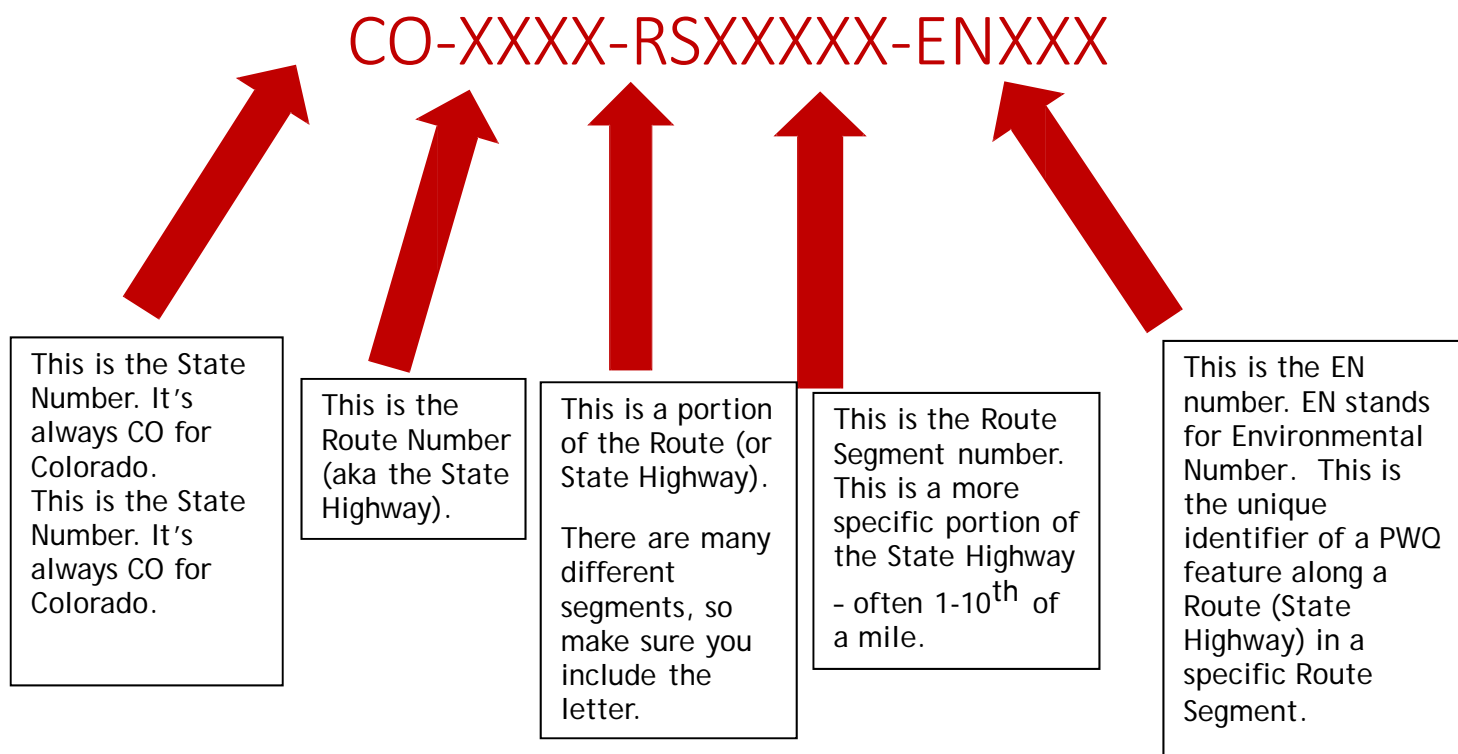 CO-XXXX-RSXXXXX-ENXXX
This is the State
Number. It's
always CO for
Colorado.
This is the State
Number. It's
always CO for
Colorado.
This is the
Route Number
(aka the State
Highway).
This is a portion
of the Route (or
State Highway).
There are many
different
segments, so
make sure you
include the
letter.
This is the Route
Segment number.
This is a more
specific portion of
the State Highway
– often 1-10th of
a mile.
This is the EN
number. EN stands
for Environmental
Number.  This is
the unique
identifier of a PWQ
feature along a
Route (State
Highway) in a
specific Route
Segment.